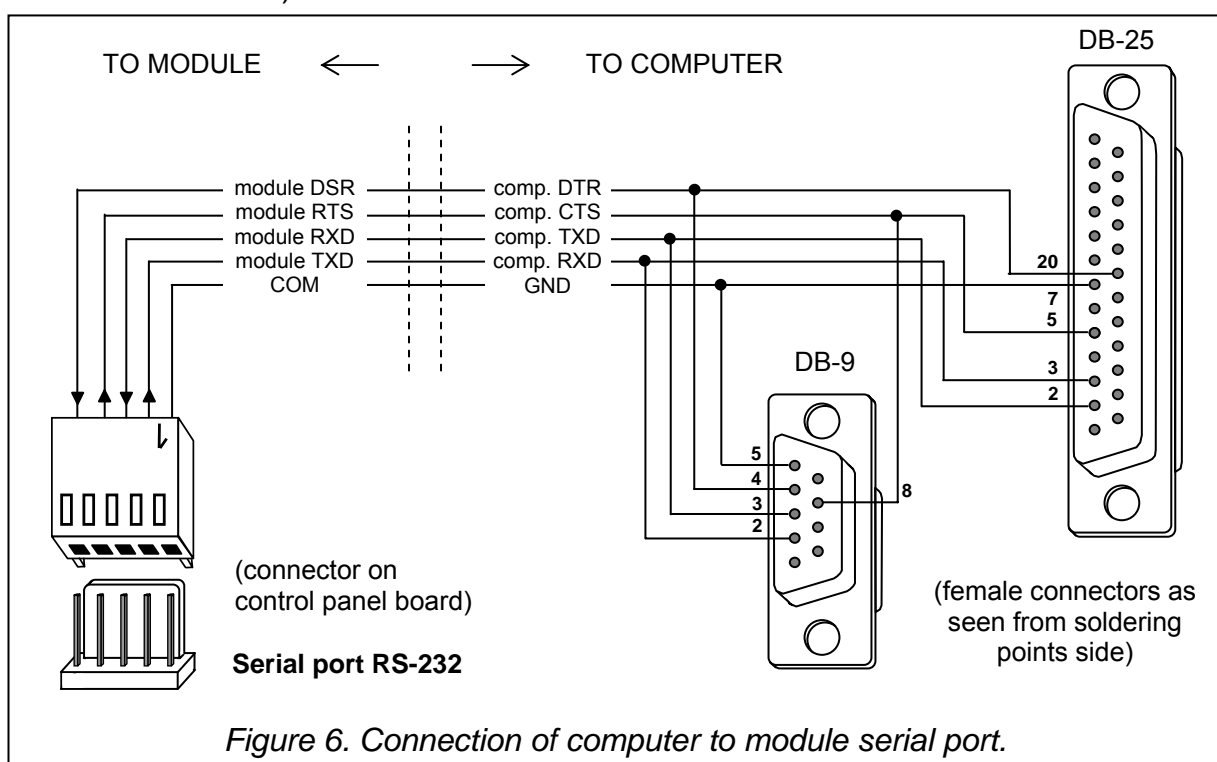 )
TO MODULE
TO COMPUTER
DB-25
module DSR comp. DTR
module RTS comp. CTS
module RXD comp. TXD
module TXD comp. RXD
COM GND
20
7
5
3
2
DB-9
5
4
3
2
8
(connector on
control panel board)
Serial port RS-232
(female connectors as
seen from soldering
points side)
Figure 6. Connection of computer to module serial port.